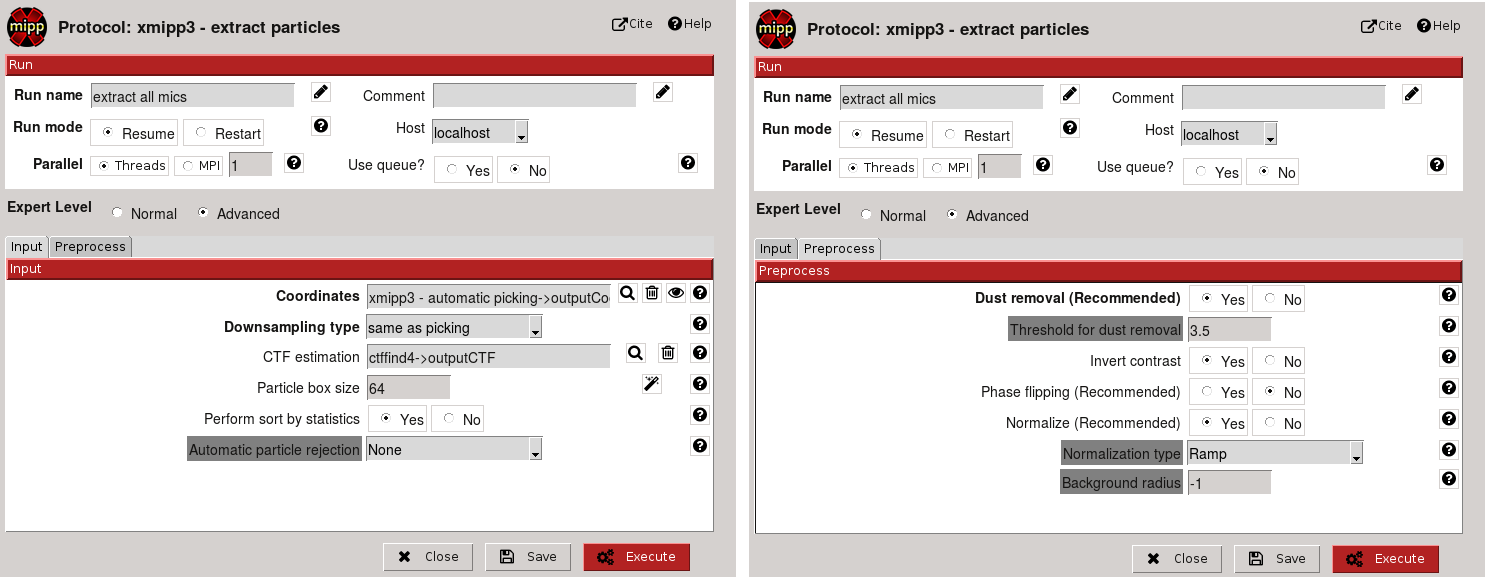 mipp Protocol: xmipp3 - extract particles Cite Help
Run
Run name extract all mics Comment
Run mode Resume Restart Host localhost
Parallel Threads MPI 1 Use queue? Yes No
Expert Level Normal Advanced
Input Preprocess
Input
Coordinates xmipp3 - automatic picking->outputCo
Downsampling type same as picking
CTF estimation ctffind4->outputCTF
Particle box size 64
Perform sort by statistics Yes No
Automatic particle rejection None
Close Save Execute
mipp Protocol: xmipp3 - extract particles Cite Help
Run
Run name extract all mics Comment
Run mode Resume Restart Host localhost
Parallel Threads MPI 1 Use queue? Yes No
Expert Level Normal Advanced
Input Preprocess
Preprocess
Dust removal (Recommended) Yes No
Threshold for dust removal 3.5
Invert contrast Yes No
Phase flipping (Recommended) Yes No
Normalize (Recommended) Yes No
Normalization type Ramp
Background radius -1
Close Save Execute